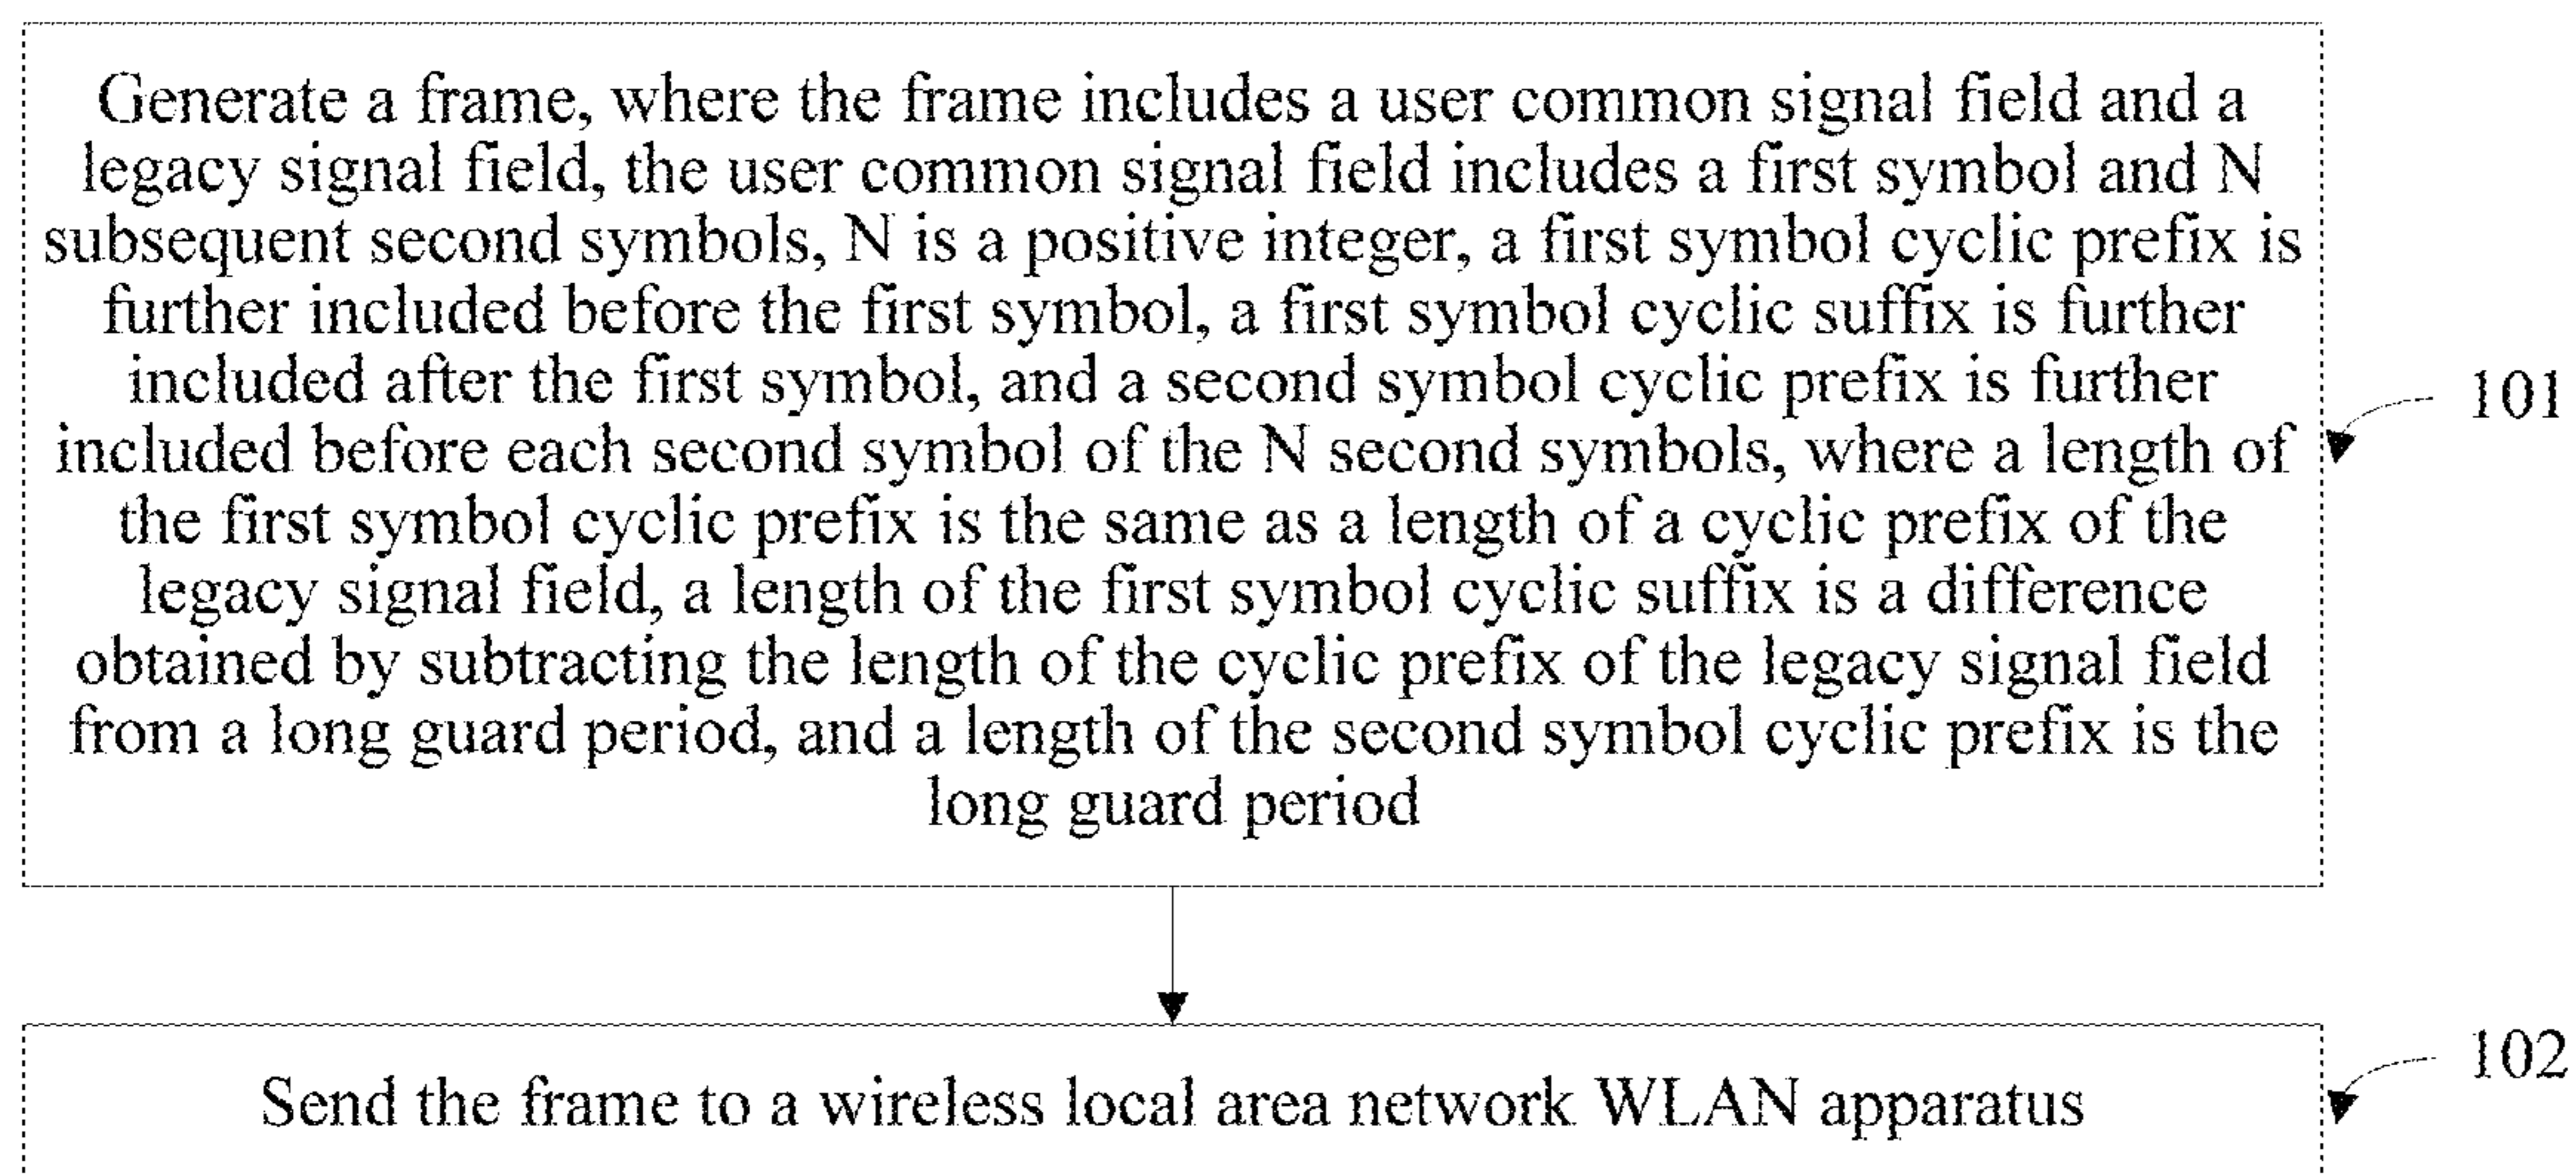 Generate a frame, where the frame includes a user common signal field and a
legacy signal field, the user common signal field includes a first symbol and N
subsequent second symbols, N is a positive integer, a first symbol cyclic prefix is
further included before the first symbol, a first symbol cyclic suffix is further
included after the first symbol, and a second symbol cyclic prefix is further
included before each second symbol of the N second symbols, where a length of
the first symbol cyclic prefix is the same as a length of a cyclic prefix of the
legacy signal field, a length of the first symbol cyclic suffix is a difference
obtained by subtracting the length of the cyclic prefix of the legacy signal field
from a long guard period, and a length of the second symbol cyclic prefix is the
long guard period
101
Send the frame to a wireless local area network WLAN apparatus
102